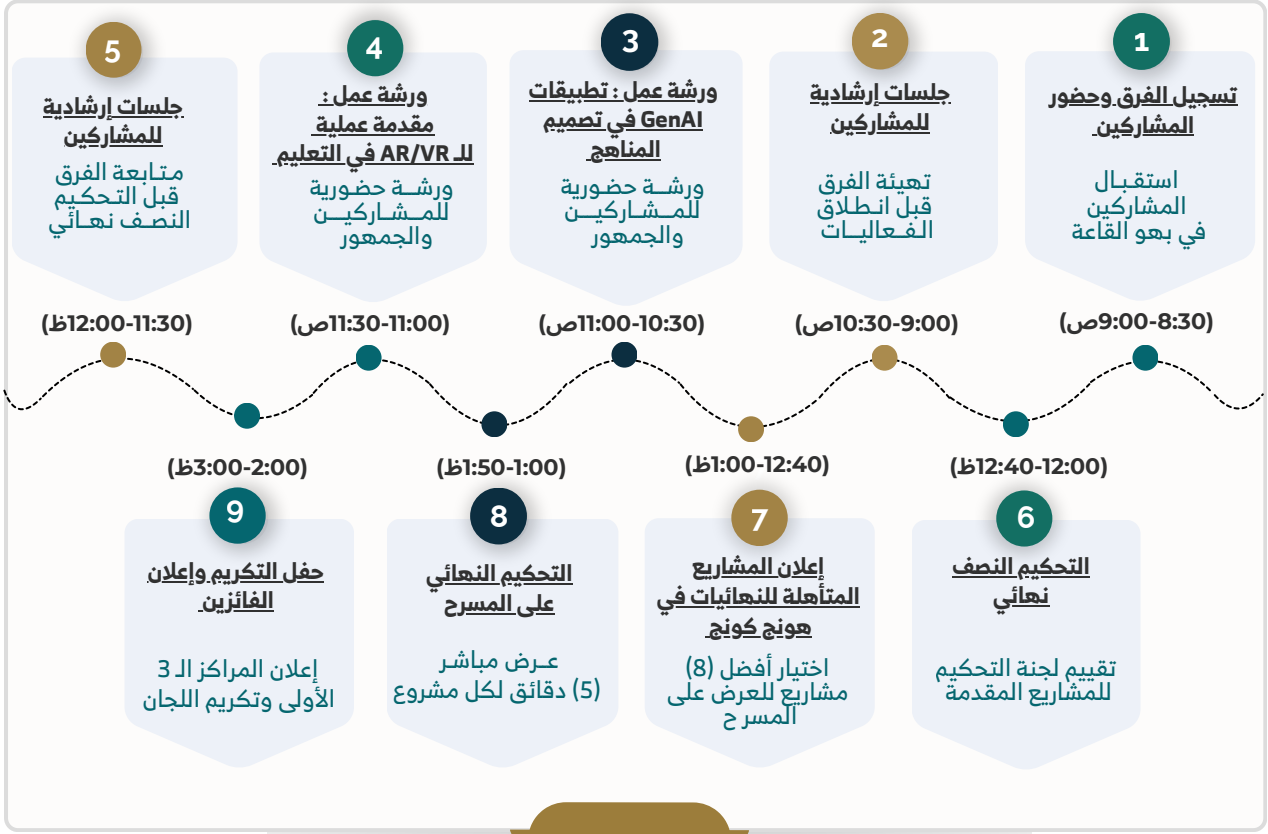 1
تسجيل الفرق وحضور
المشاركين
استقبال
المشاركين
في بهو القاعة
(8:30-9:00ص)
2
جلسات إرشادية
للمشاركين
تهيئة الفرق
قبل انطلاق
الفعاليات
(9:00-10:30ص)
3
ورشة عمل : تطبيقات
GenAI في تصميم
المناهج
ورشة حضورية
للمشاركين
والجمهور
(10:30-11:00ص)
4
ورشة عمل :
مقدمة عملية
للـ AR/VR في التعليم
ورشة حضورية
للمشاركين
والجمهور
(11:00-11:30ص)
5
جلسات إرشادية
للمشاركين
متابعة الفرق
قبل التحكيم
النصف نهائي
(11:30-12:00ظ)
(12:00-12:40ظ)
6
التحكيم النصف
نهائي
تقييم لجنة التحكيم
للمشاريع المقدمة
(12:40-1:00ظ)
7
إعلان المشاريع
المتأهلة للنهائيات في
هونج كونج
اختيار أفضل (8)
مشاريع للعرض على
المسر ح
(1:00-1:50ظ)
8
التحكيم النهائي
على المسرح
عرض مباشر
(5) دقائق لكل مشروع
(2:00-3:00ظ)
9
حفل التكريم وإعلان
الفائزين
إعلان المراكز الـ 3
الأولى وتكريم اللجان